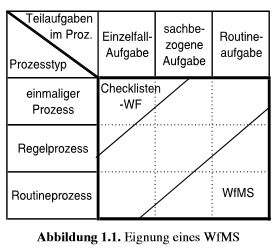 Teilaufgaben
im Proz.
Prozesstyp
Einzelfall-
Aufgabe
sachbe-
zogene
Aufgabe
Routine-
aufgabe
einmaliger
Prozess
Checklisten
-WF
Regelprozess
Routineprozess
WfMS
Abbildung 1.1. Eignung eines WfMS